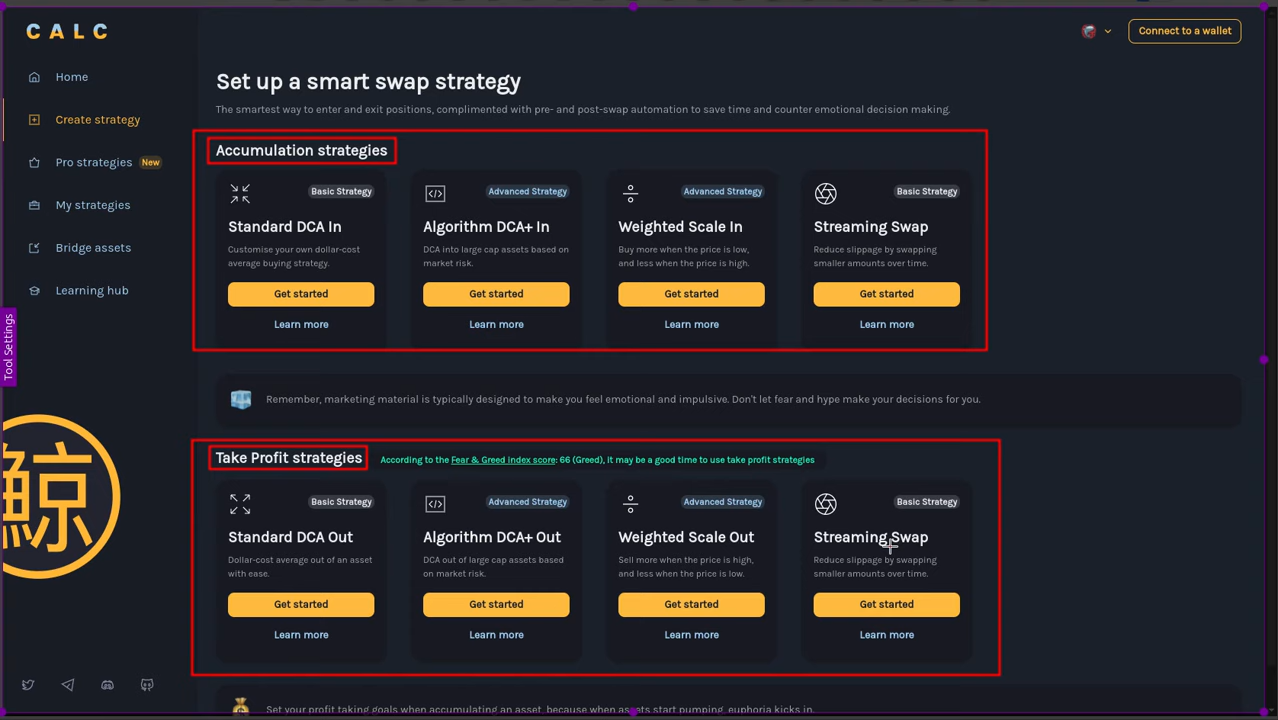 CALC
Connect to a wallet
Home
Create strategy
Pro strategies New
My strategies
Bridge assets
Learning hub
Tool Settings
鯨
Set up a smart swap strategy
The smartest way to enter and exit positions, complimented with pre- and post-swap automation to save time and counter emotional decision making.
Accumulation strategies
Basic Strategy
Standard DCA In
Customise your own dollar-cost
average buying strategy.
Get started
Learn more
Advanced Strategy
Algorithm DCA+ In
DCA into large cap assets based on
market risk.
Get started
Learn more
Advanced Strategy
Weighted Scale In
Buy more when the price is low,
and less when the price is high.
Get started
Learn more
Basic Strategy
Streaming Swap
Reduce slippage by swapping
smaller amounts over time.
Get started
Learn more
Remember, marketing material is typically designed to make you feel emotional and impulsive. Don't let fear and hype make your decisions for you.
Take Profit strategies
According to the Fear & Greed index score: 66 (Greed), it may be a good time to use take profit strategies
Basic Strategy
Standard DCA Out
Dollar-cost average out of an asset
with ease.
Get started
Learn more
Advanced Strategy
Algorithm DCA+ Out
DCA out of large cap assets based
on market risk.
Get started
Learn more
Advanced Strategy
Weighted Scale Out
Sell more when the price is high,
and less when the price is low.
Get started
Learn more
Basic Strategy
Streaming Swap
Reduce slippage by swapping
smaller amounts over time.
Get started
Learn more
Set your profit taking goals when accumulating an asset, because when assets start pumping, euphoria kicks in.